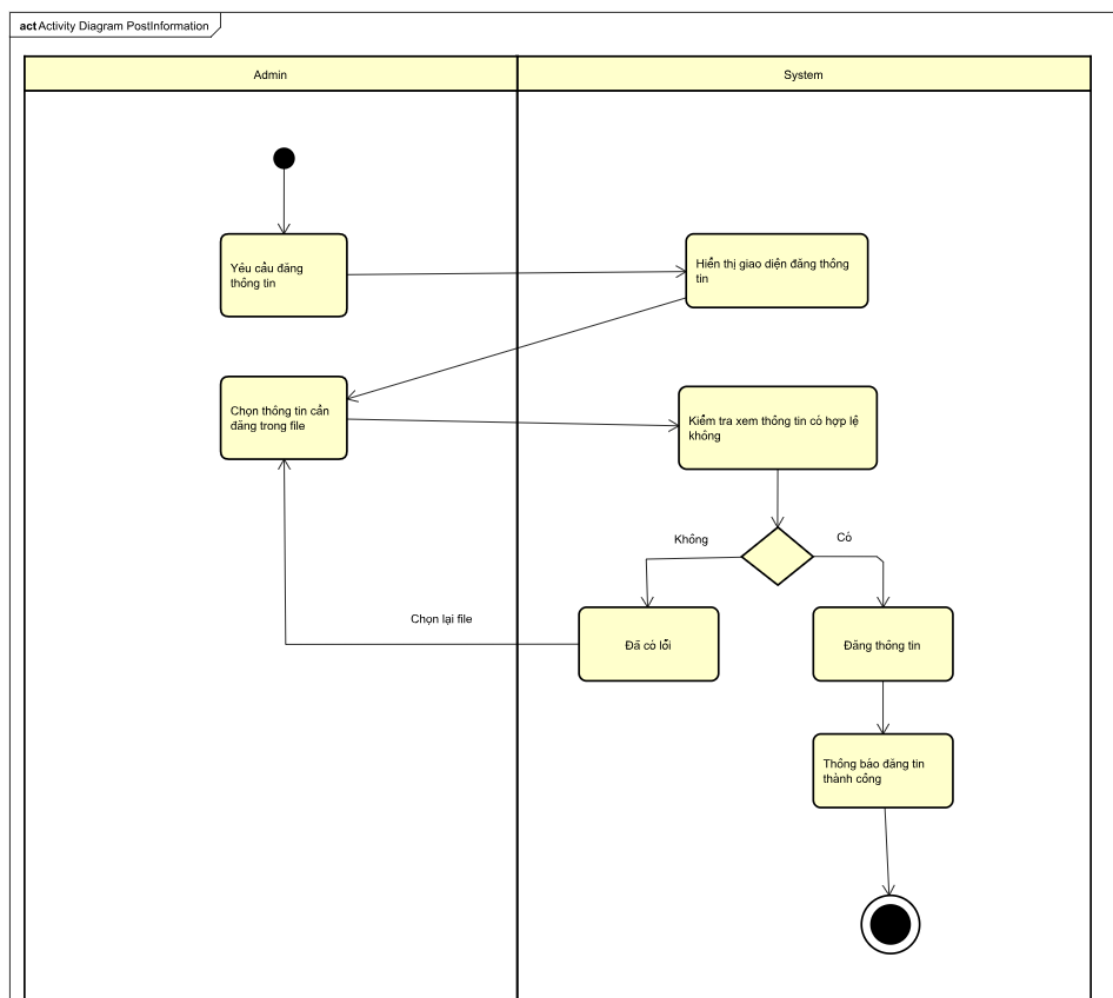 act Activity Diagram PostInformation
Admin
System
Yêu cầu đăng
thông tin
Hiển thị giao diện đăng thông
tin
Chọn thông tin cần
đăng trong file
Kiểm tra xem thông tin có hợp lệ
không
Không
Có
Chọn lại file
Đã có lỗi
Đăng thông tin
Thông báo đăng tin
thành công